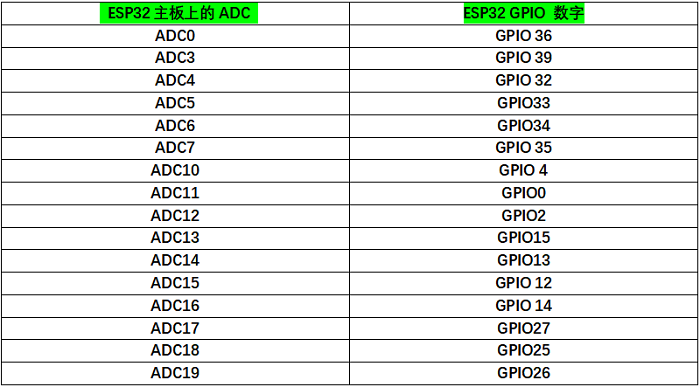 ESP32 主板上的 ADC ESP32 GPIO 数字
ADC0 GPIO 36
ADC3 GPIO 39
ADC4 GPIO 32
ADC5 GPIO33
ADC6 GPIO34
ADC7 GPIO 35
ADC10 GPIO 4
ADC11 GPIO0
ADC12 GPIO2
ADC13 GPIO15
ADC14 GPIO13
ADC15 GPIO 12
ADC16 GPIO 14
ADC17 GPIO27
ADC18 GPIO25
ADC19 GPIO26